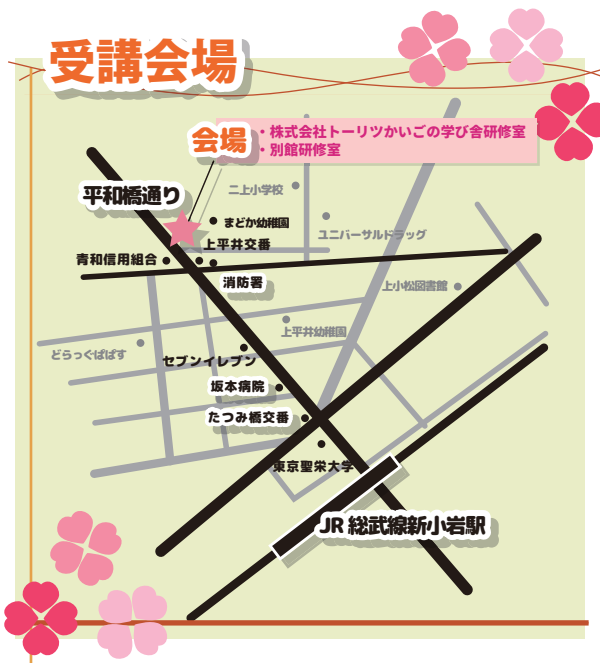 受講会場
会場
・株式会社トーリツかいごの学び舎研修室
・別館研修室
平和橋通り
二上小学校
まどか幼稚園
ユニバーサルドラッグ
上平井交番
青和信用組合
消防署
上小松図書館
上平井幼稚園
どらっぐぱぱす
セブンイレブン
坂本病院
たつみ橋交番
東京聖栄大学
JR 総武線新小岩駅